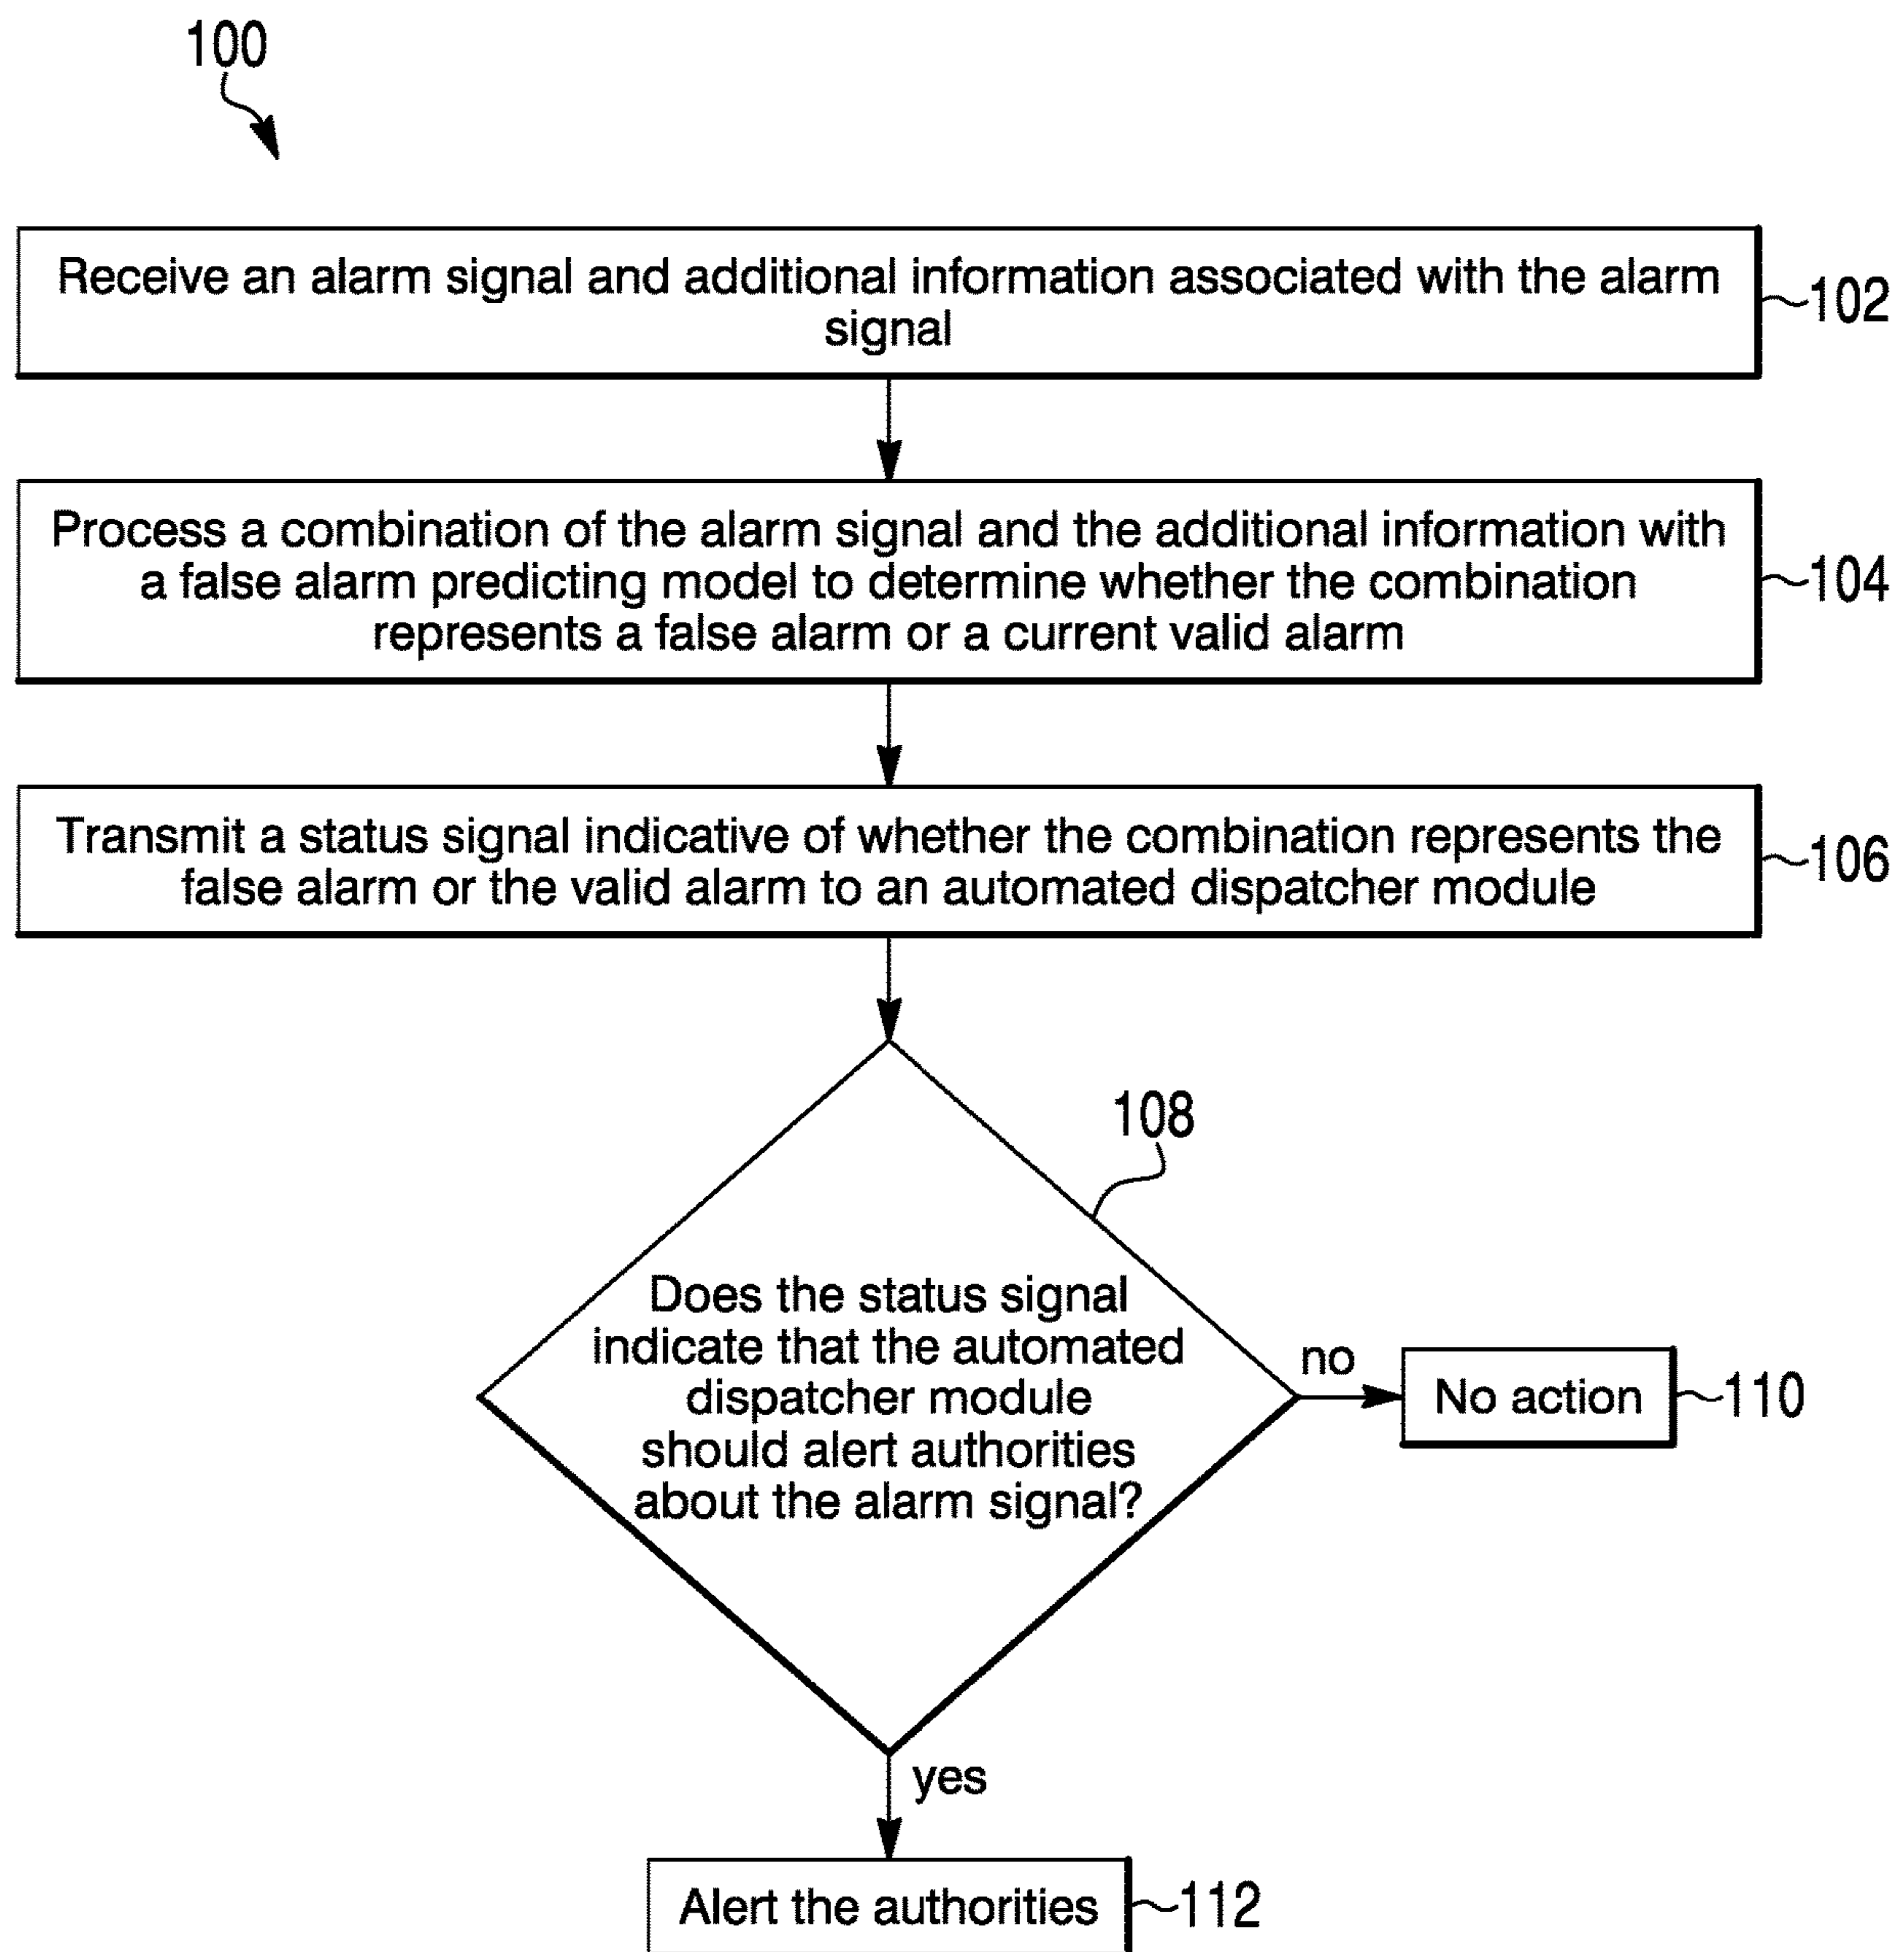 100
Receive an alarm signal and additional information associated with the alarm
signal
102
Process a combination of the alarm signal and the additional information with
a false alarm predicting model to determine whether the combination
represents a false alarm or a current valid alarm
104
Transmit a status signal indicative of whether the combination represents the
false alarm or the valid alarm to an automated dispatcher module
106
108
Does the status signal
indicate that the automated
dispatcher module
should alert authorities
about the alarm signal?
no
No action
110
yes
Alert the authorities
112